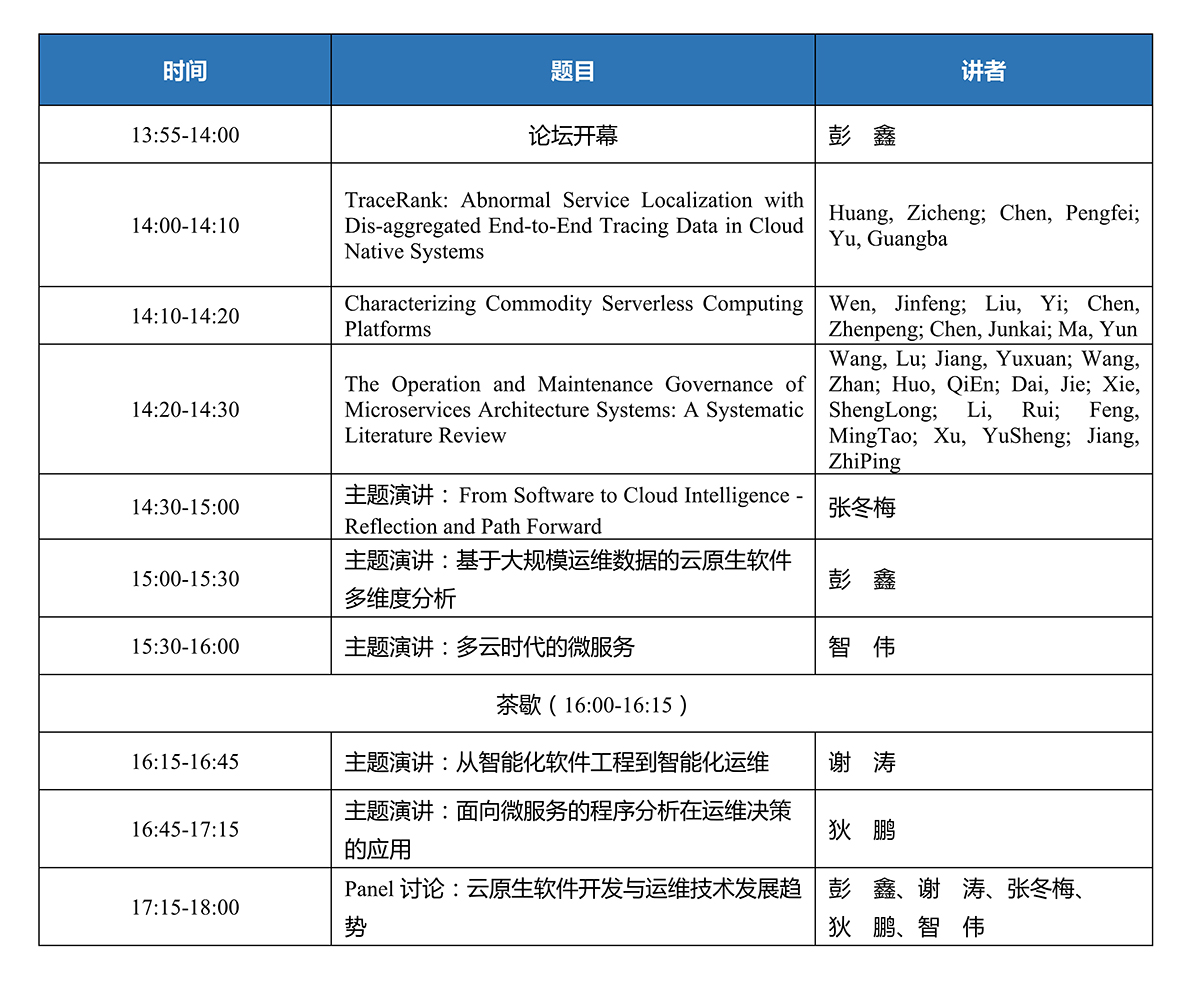 时间 题目 讲者
13:55-14:00 论坛开幕 彭 鑫
14:00-14:10
TraceRank: Abnormal Service Localization with
Dis-aggregated End-to-End Tracing Data in Cloud
Native Systems
Huang, Zicheng; Chen, Pengfei;
Yu, Guangba
14:10-14:20
Characterizing Commodity Serverless Computing
Platforms
Wen, Jinfeng; Liu, Yi; Chen,
Zhenpeng; Chen, Junkai; Ma, Yun
14:20-14:30
The Operation and Maintenance Governance of
Microservices Architecture Systems: A Systematic
Literature Review
Wang, Lu; Jiang, Yuxuan; Wang,
Zhan; Huo, QiEn; Dai, Jie; Xie,
ShengLong; Li, Rui; Feng,
MingTao; Xu, YuSheng; Jiang,
ZhiPing
14:30-15:00
主题演讲：From Software to Cloud Intelligence -
Reflection and Path Forward
张冬梅
15:00-15:30
主题演讲：基于大规模运维数据的云原生软件
多维度分析
彭 鑫
15:30-16:00 主题演讲：多云时代的微服务 智 伟
茶歇（16:00-16:15）
16:15-16:45 主题演讲：从智能化软件工程到智能化运维 谢 涛
16:45-17:15
主题演讲：面向微服务的程序分析在运维决策
的应用
狄 鹏
17:15-18:00
Panel 讨论：云原生软件开发与运维技术发展趋
势
彭 鑫、谢 涛、张冬梅、
狄 鹏、智 伟